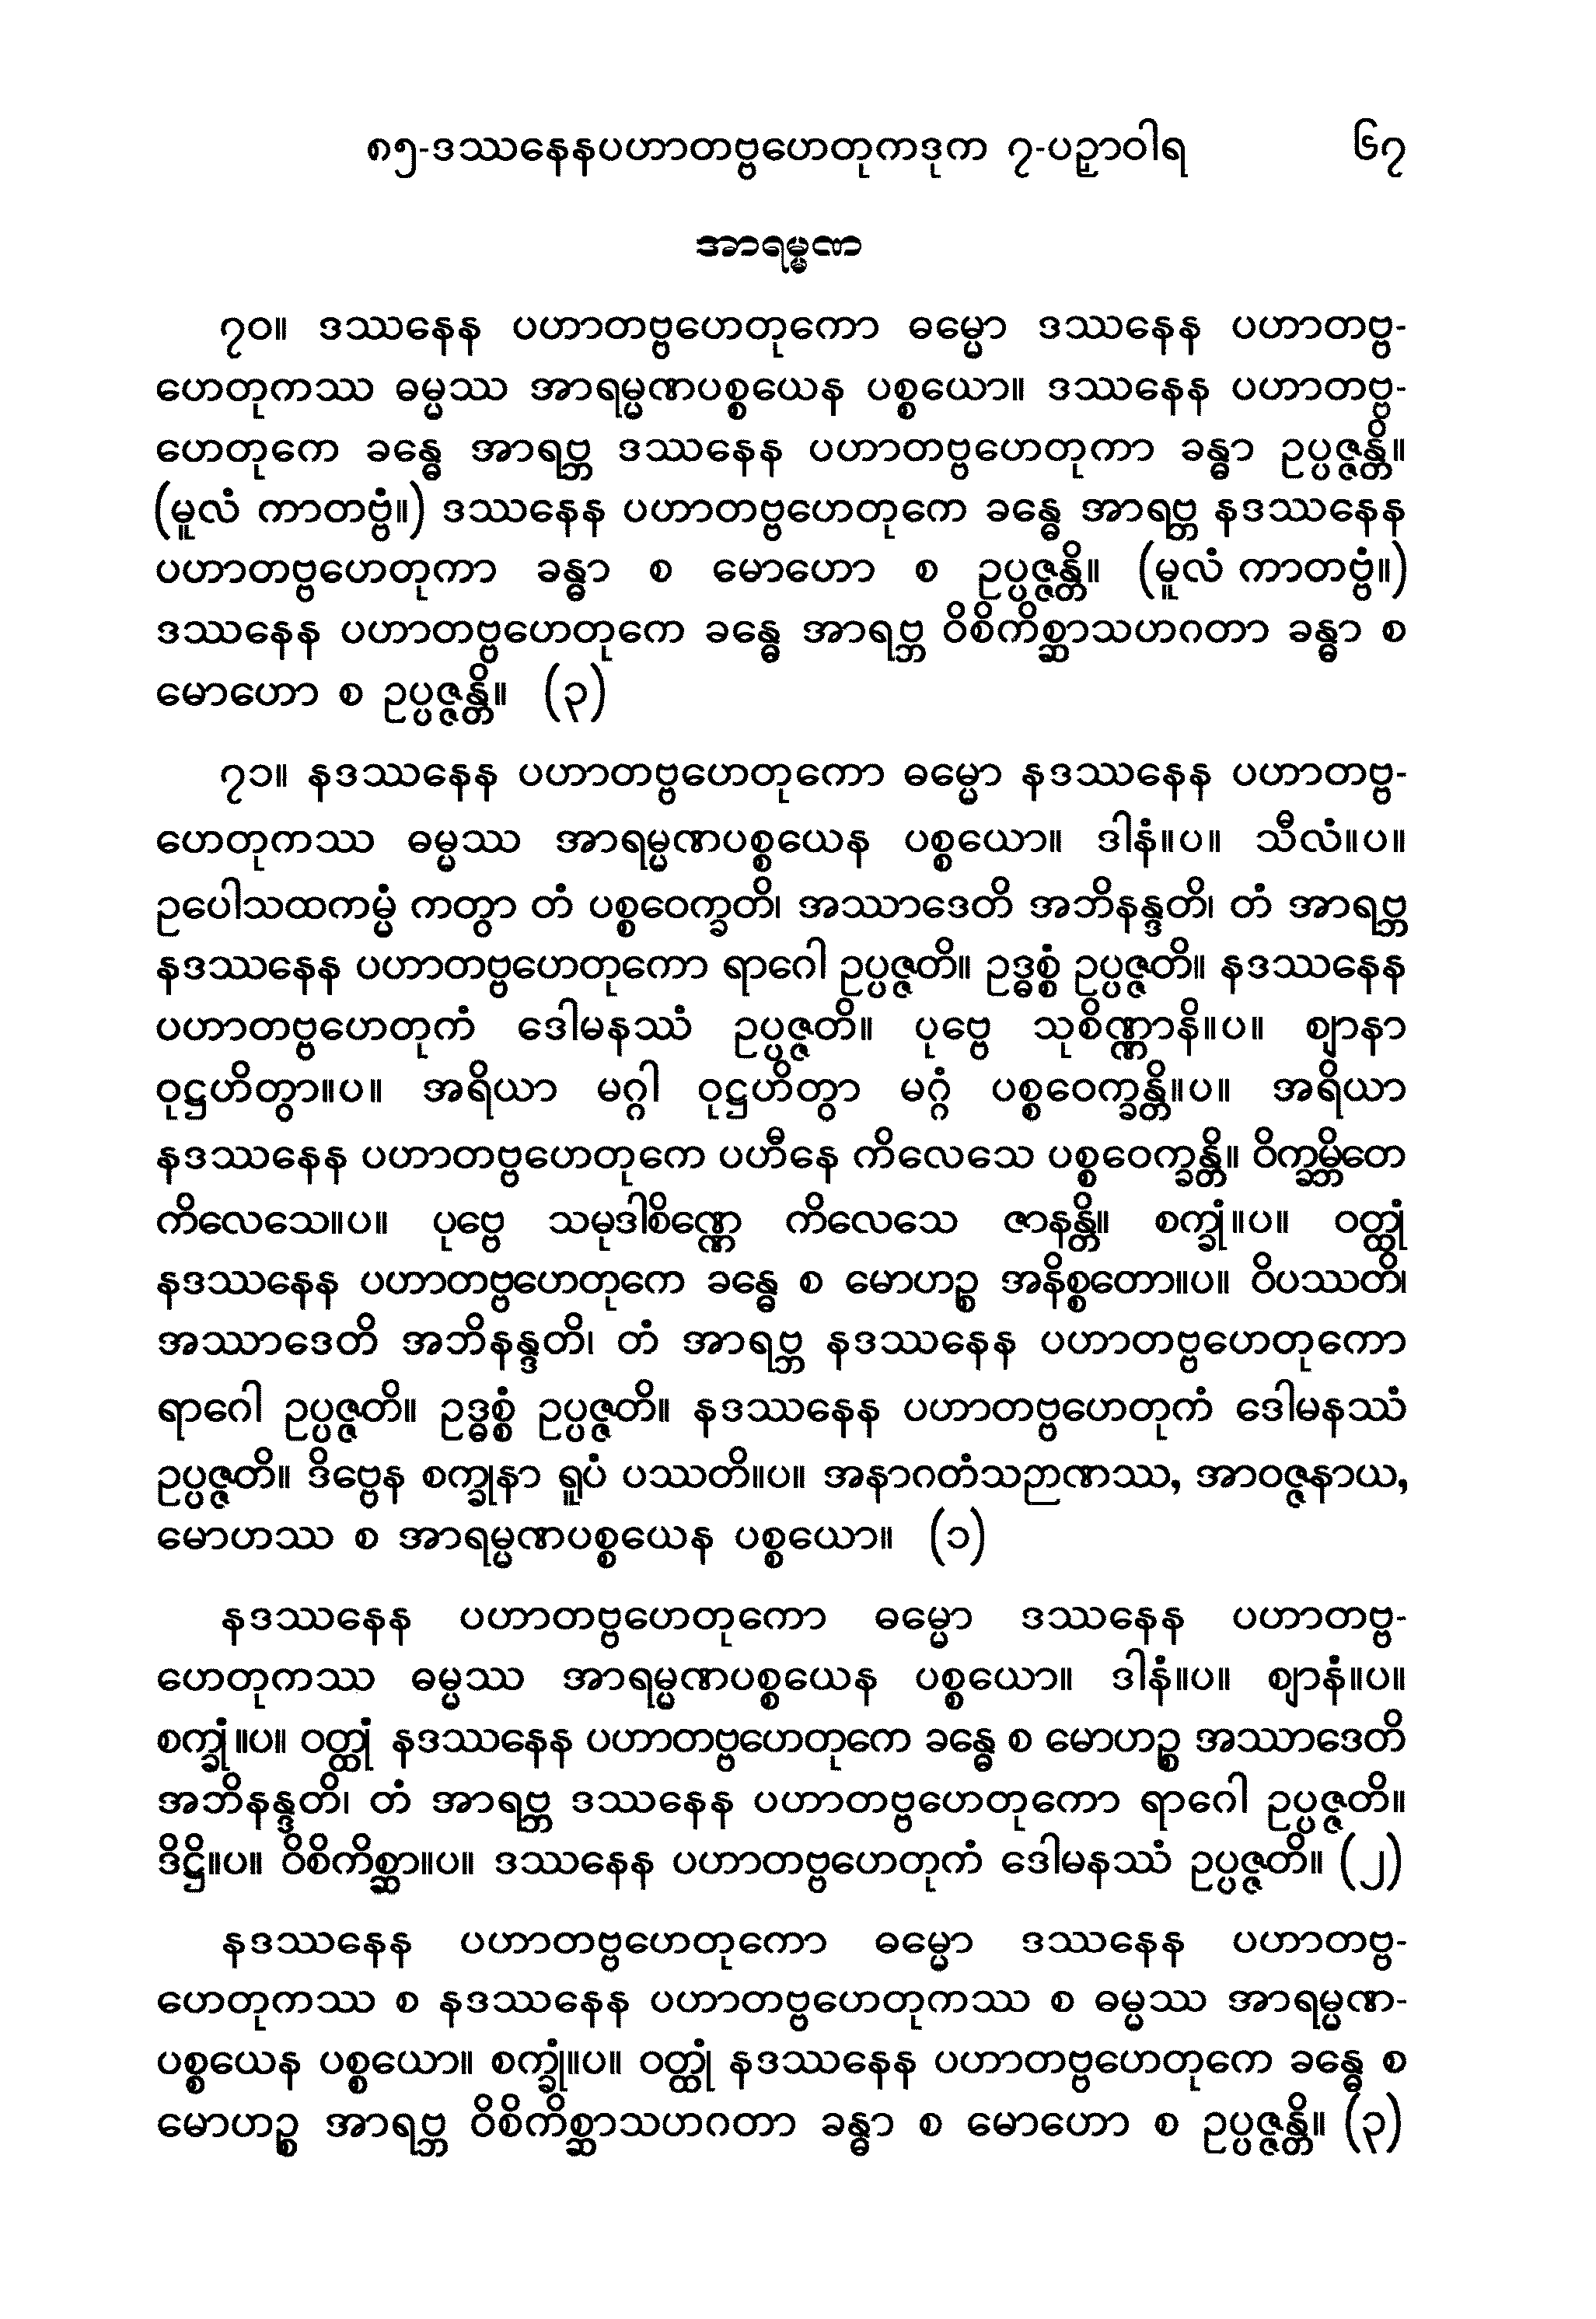 ၈၅-ဒဿနေနပဟာတဗ္ဗဟေတုကဒုက ၇-ပဉှာဝါရ ၆၇
အာရမ္မဏ
၇၀။ ဒဿနေန ပဟာတဗ္ဗဟေတုကော ဓမ္မော ဒဿနေန ပဟာတဗ္ဗ-
ဟေတုကဿ ဓမ္မဿ အာရမ္မဏပစ္စယေန ပစ္စယော။ ဒဿနေန ပဟာတဗ္ဗ-
ဟေတုကေ ခန္ဓေ အာရဗ္ဘ ဒဿနေန ပဟာတဗ္ဗဟေတုကာ ခန္ဓာ ဥပ္ပဇ္ဇန္တိ။
(မူလံ ကာတဗ္ဗံ။) ဒဿနေန ပဟာတဗ္ဗဟေတုကေ ခန္ဓေ အာရဗ္ဘ နဒဿနေန
ပဟာတဗ္ဗဟေတုကာ ခန္ဓာ စ မောဟော စ ဥပ္ပဇ္ဇန္တိ။ (မူလံ ကာတဗ္ဗံ။)
ဒဿနေန ပဟာတဗ္ဗဟေတုကေ ခန္ဓေ အာရဗ္ဘ ဝိစိကိစ္ဆာသဟဂတာ ခန္ဓာ စ
မောဟော စ ဥပ္ပဇ္ဇန္တိ။ (၃)
၇၁။ နဒဿနေန ပဟာတဗ္ဗဟေတုကော ဓမ္မော နဒဿနေန ပဟာတဗ္ဗ-
ဟေတုကဿ ဓမ္မဿ အာရမ္မဏပစ္စယေန ပစ္စယော။ ဒါနံ။ပ။ သီလံ။ပ။
ဥပေါသထကမ္မံ ကတွာ တံ ပစ္စဝေက္ခတိ၊ အဿာဒေတိ အဘိနန္ဒတိ၊ တံ အာရဗ္ဘ
နဒဿနေန ပဟာတဗ္ဗဟေတုကော ရာဂေါ ဥပ္ပဇ္ဇတိ။ ဥဒ္ဓစ္စံ ဥပ္ပဇ္ဇတိ။ နဒဿနေန
ပဟာတဗ္ဗဟေတုကံ ဒေါမနဿံ ဥပ္ပဇ္ဇတိ။ ပုဗ္ဗေ သုစိဏ္ဏာနိ။ပ။ ဈာနာ
ဝုဋ္ဌဟိတွာ။ပ။ အရိယာ မဂ္ဂါ ဝုဋ္ဌဟိတွာ မဂ္ဂံ ပစ္စဝေက္ခန္တိ။ပ။ အရိယာ
နဒဿနေန ပဟာတဗ္ဗဟေတုကေ ပဟီနေ ကိလေသေ ပစ္စဝေက္ခန္တိ။ ဝိက္ခမ္ဘိတေ
ကိလေသေ။ပ။ ပုဗ္ဗေ သမုဒါစိဏ္ဏေ ကိလေသေ ဇာနန္တိ။ စက္ခုံ။ပ။ ဝတ္ထုံ
နဒဿနေန ပဟာတဗ္ဗဟေတုကေ ခန္ဓေ စ မောဟဉ္စ အနိစ္စတော။ပ။ ဝိပဿတိ၊
အဿာဒေတိ အဘိနန္ဒတိ၊ တံ အာရဗ္ဘ နဒဿနေန ပဟာတဗ္ဗဟေတုကော
ရာဂေါ ဥပ္ပဇ္ဇတိ။ ဥဒ္ဓစ္စံ ဥပ္ပဇ္ဇတိ။ နဒဿနေန ပဟာတဗ္ဗဟေတုကံ ဒေါမနဿံ
ဥပ္ပဇ္ဇတိ။ ဒိဗ္ဗေန စက္ခုနာ ရူပံ ပဿတိ။ပ။ အနာဂတံသဉာဏဿ, အာဝဇ္ဇနာယ,
မောဟဿ စ အာရမ္မဏပစ္စယေန ပစ္စယော။ (၁)
နဒဿနေန ပဟာတဗ္ဗဟေတုကော ဓမ္မော ဒဿနေန ပဟာတဗ္ဗ-
ဟေတုကဿ ဓမ္မဿ အာရမ္မဏပစ္စယေန ပစ္စယော။ ဒါနံ။ပ။ ဈာနံ။ပ။
စက္ခုံ။ပ။ ဝတ္ထုံ နဒဿနေန ပဟာတဗ္ဗဟေတုကေ ခန္ဓေ စ မောဟဉ္စ အဿာဒေတိ
အဘိနန္ဒတိ၊ တံ အာရဗ္ဘ ဒဿနေန ပဟာတဗ္ဗဟေတုကော ရာဂေါ ဥပ္ပဇ္ဇတိ။
ဒိဋ္ဌိ။ပ။ ဝိစိကိစ္ဆာ။ပ။ ဒဿနေန ပဟာတဗ္ဗဟေတုကံ ဒေါမနဿံ ဥပ္ပဇ္ဇတိ။ (၂)
နဒဿနေန ပဟာတဗ္ဗဟေတုကော ဓမ္မော ဒဿနေန ပဟာတဗ္ဗ-
ဟေတုကဿ စ နဒဿနေန ပဟာတဗ္ဗဟေတုကဿ စ ဓမ္မဿ အာရမ္မဏ-
ပစ္စယေန ပစ္စယော။ စက္ခုံ။ပ။ ဝတ္ထုံ နဒဿနေန ပဟာတဗ္ဗဟေတုကေ ခန္ဓေ စ
မောဟဉ္စ အာရဗ္ဘ ဝိစိကိစ္ဆာသဟဂတာ ခန္ဓာ စ မောဟော စ ဥပ္ပဇ္ဇန္တိ။ (၃)